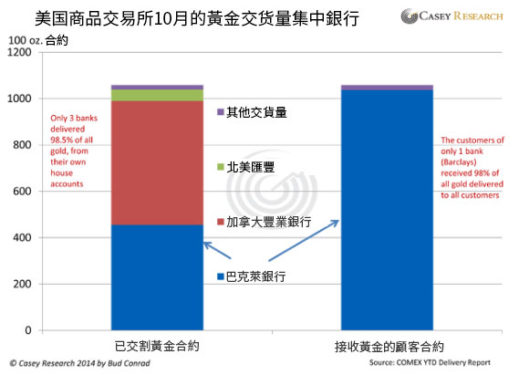 美国商品交易所10月的黃金交货量集中銀行
CASEY RESEARCH
100 oz. 合約
1200
1000
800
600
400
200
0
Only 3 banks
delivered
98.5% of all
gold, from
their own
house
accounts
其他交貨量
北美匯豐
加拿大豐業銀行
巴克萊銀行
The customers of
only 1 bank
(Barclays)
received 98% of
all gold delivered
to all customers
已交割黃金合約
接收黃金的顧客合約
© Casey Research 2014 by Bud Conrad
Source: COMEX YTD Delivery Report